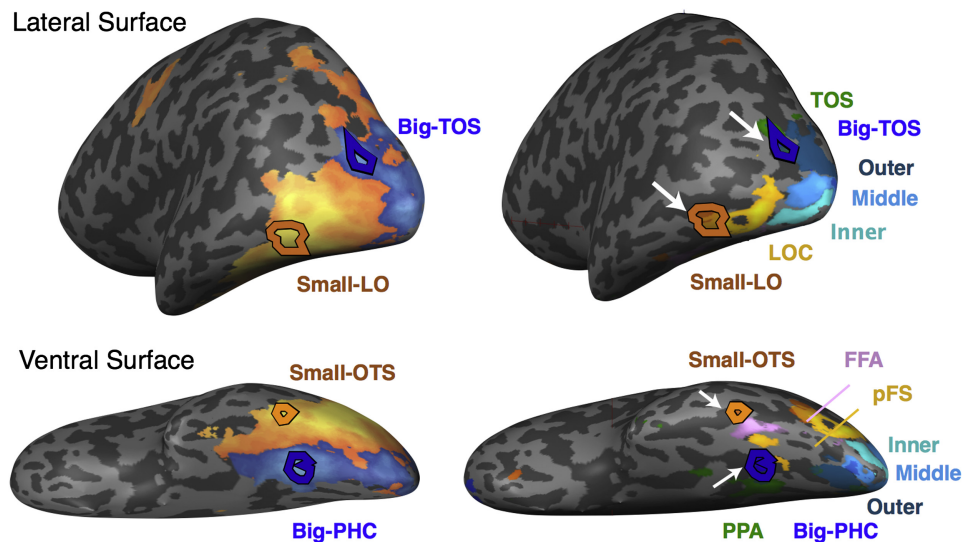 Lateral Surface
Big-TOS
Small-LO
TOS
Big-TOS
Outer
Middle
Inner
LOC
Small-LO
Ventral Surface
Small-OTS
Big-PHC
Small-OTS
FFA
pFS
Inner
Middle
Outer
PPA
Big-PHC